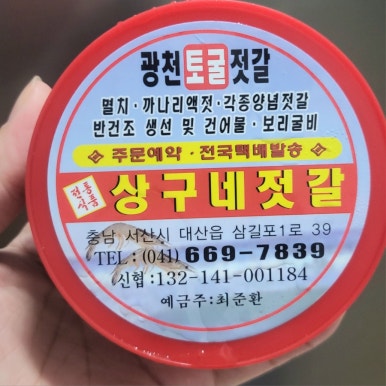 광천토굴젓갈
멸치·까나리액젓·각종양념젓갈
반건조 생선 및 건어물·보리굴비
주문예약·전국택배발송
전통식품
상구네젓갈
충남 서산시 대산읍 삼길포1로 39
TEL:(041)669-7839
신협:132-141-001184
예금주:최준환